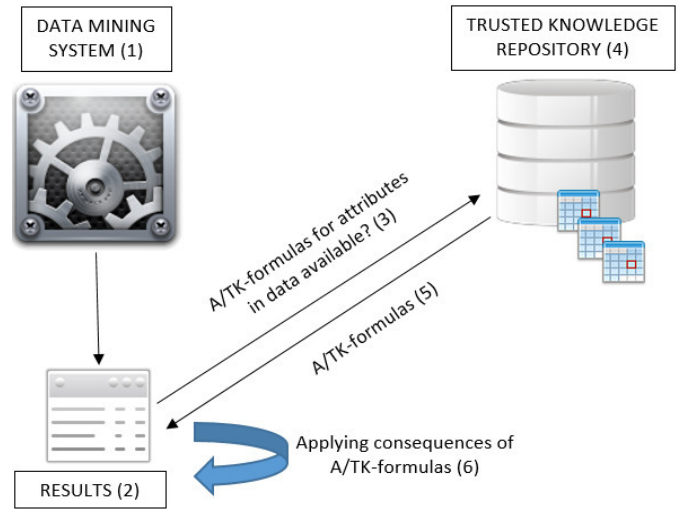 DATA MINING
SYSTEM (1)
TRUSTED KNOWLEDGE
REPOSITORY (4)
A/TK-formulas for attributes
in data available? (3)
A/TK-formulas (5)
Applying consequences of
A/TK-formulas (6)
RESULTS (2)